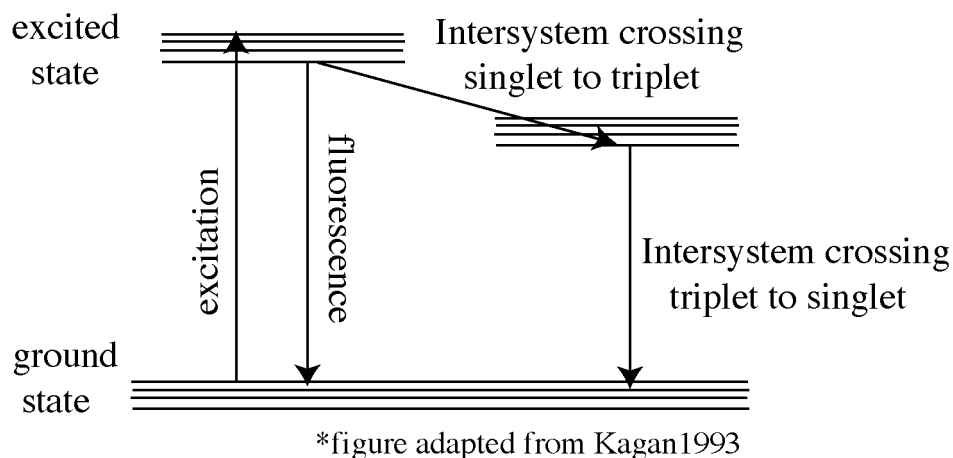 excited
state
Intersystem crossing
singlet to triplet
excitation
fluorescence
Intersystem crossing
triplet to singlet
ground
state
*figure adapted from Kagan1993